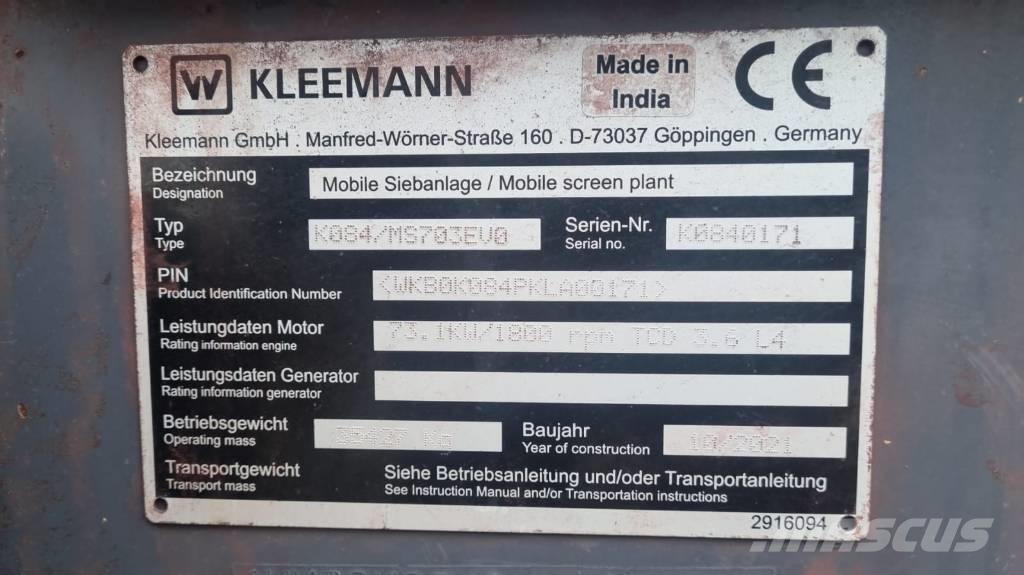 W KLEEMANN
Made in
India
CE
Kleemann GmbH . Manfred-Wörner-Straße 160 . D-73037 Göppingen . Germany
Bezeichnung
Designation
Mobile Siebanlage / Mobile screen plant
Typ
Type
K084/MS703EVO
Serien-Nr.
Serial no.
K0840171
PIN
Product Identification Number
<WKB0K084PKLA00171>
Leistungdaten Motor
Rating information engine
73.1KW/1800 rpm TCD 3.6 L4
Leistungsdaten Generator
Rating information generator
Betriebsgewicht
Operating mass
Kg
Baujahr
Year of construction
10/2021
Transportgewicht
Transport mass
Siehe Betriebsanleitung und/oder Transportanleitung
See Instruction Manual and/or Transportation instructions
2916094
MASCUS